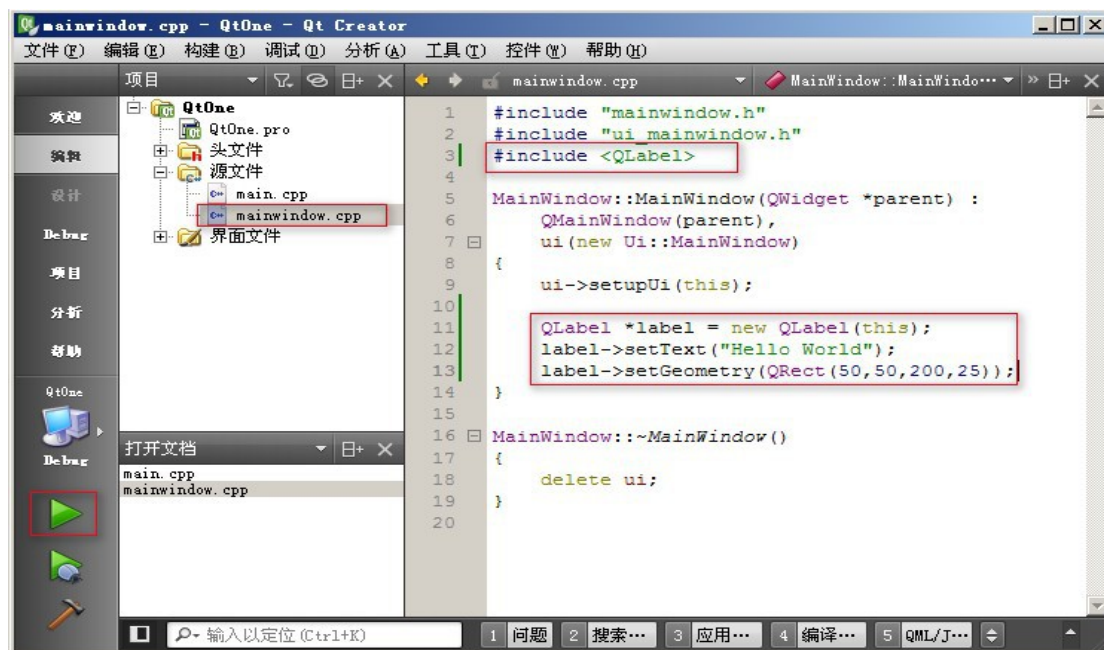 mainwindow.cpp - QtOne - Qt Creator
文件(F) 编辑(E) 构建(B) 调试(D) 分析(A) 工具(T) 控件(W) 帮助(H)
项目
mainwindow.cpp
MainWindow::MainWindo…
欢迎
编辑
设计
Debug
项目
分析
帮助
QtOne
Debug
QtOne
QtOne.pro
头文件
源文件
main.cpp
mainwindow.cpp
界面文件
打开文档
main.cpp
mainwindow.cpp
1 #include "mainwindow.h"
2 #include "ui_mainwindow.h"
3 #include <QLabel>
4
5 MainWindow::MainWindow(QWidget *parent) :
6 QMainWindow(parent),
7 ui(new Ui::MainWindow)
8 {
9 ui->setupUi(this);
10
11 QLabel *label = new QLabel(this);
12 label->setText("Hello World");
13 label->setGeometry(QRect(50,50,200,25));
14 }
15
16 MainWindow::~MainWindow()
17 {
18 delete ui;
19 }
20
输入以定位(Ctrl+K)
1 问题 2 搜索… 3 应用… 4 编译… 5 QML/J…